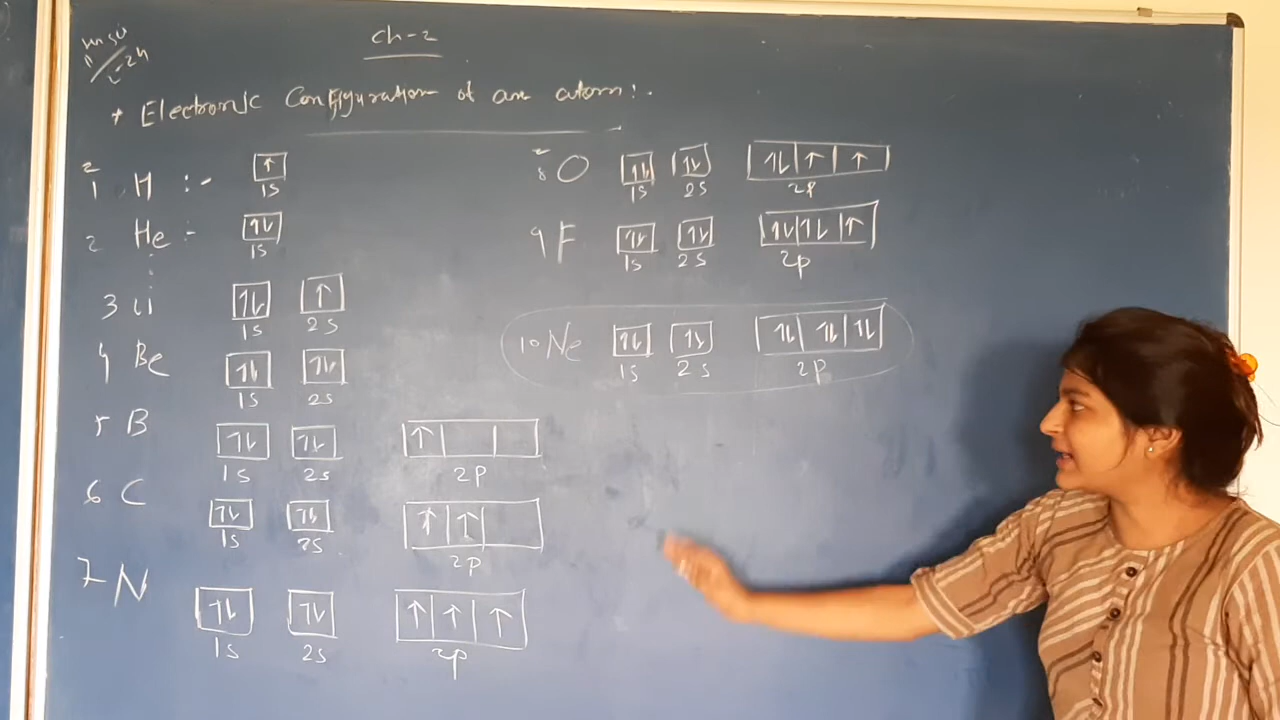 Ch-2
+ Electronic Configuration of an atom:.
1 H :- ↑
1s
2 He :- ↑↓
1s
3 Li ↑↓ ↑
1s 2s
4 Be ↑↓ ↑↓
1s 2s
5 B ↑↓ ↑↓ ↑
1s 2s 2p
6 C ↑↓ ↑↓ ↑ ↑
1s 2s 2p
7 N ↑↓ ↑↓ ↑ ↑ ↑
1s 2s 2p
8 O ↑↓ ↑↓ ↑↓ ↑ ↑
1s 2s 2p
9 F ↑↓ ↑↓ ↑↓ ↑↓ ↑
1s 2s 2p
10 Ne ↑↓ ↑↓ ↑↓ ↑↓ ↑↓
1s 2s 2p